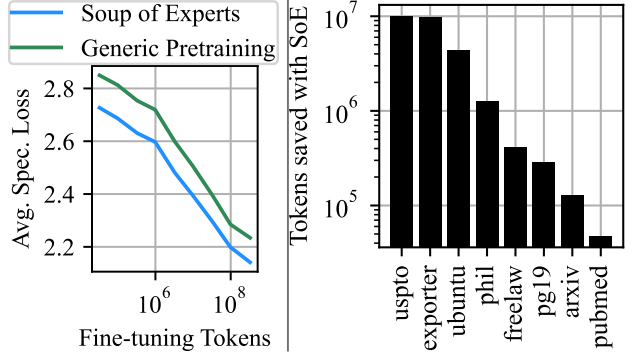 Soup of Experts
Generic Pretraining
Avg. Spec. Loss
2.8
2.6
2.4
2.2
10^6
10^8
Fine-tuning Tokens
Tokens saved with SoE
10^7
10^6
10^5
uspto
exporter
ubuntu
phil
freelaw
pg19
arxiv
pubmed